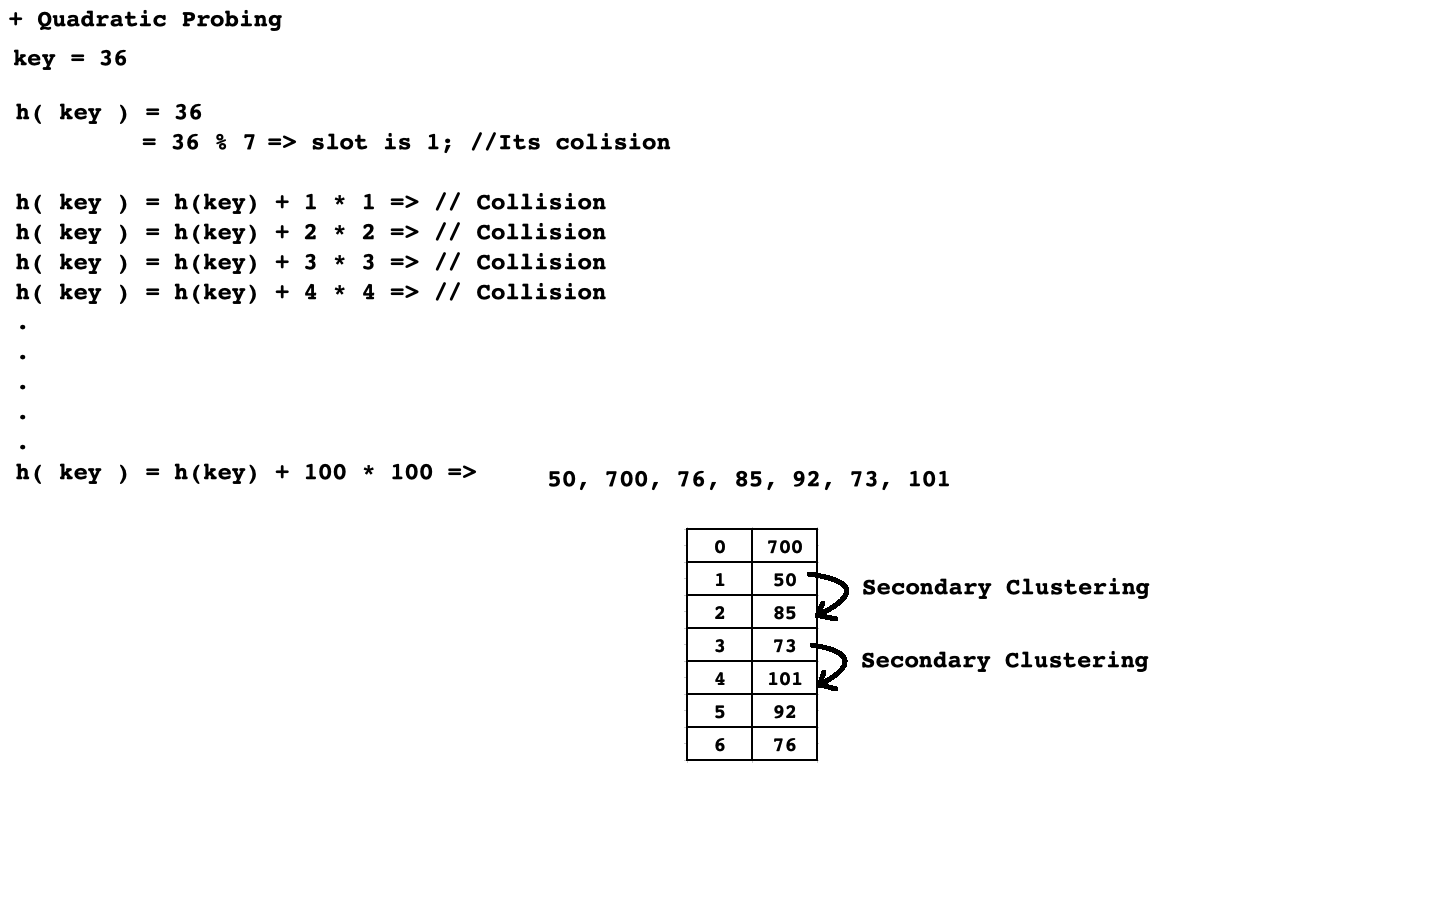 + Quadratic Probing
key = 36
h( key ) = 36
= 36 % 7 => slot is 1; //Its colision
h( key ) = h(key) + 1 * 1 => // Collision
h( key ) = h(key) + 2 * 2 => // Collision
h( key ) = h(key) + 3 * 3 => // Collision
h( key ) = h(key) + 4 * 4 => // Collision
.
.
.
.
.
h( key ) = h(key) + 100 * 100 =>
50, 700, 76, 85, 92, 73, 101
0 700
1 50
Secondary Clustering
2 85
3 73
Secondary Clustering
4 101
5 92
6 76